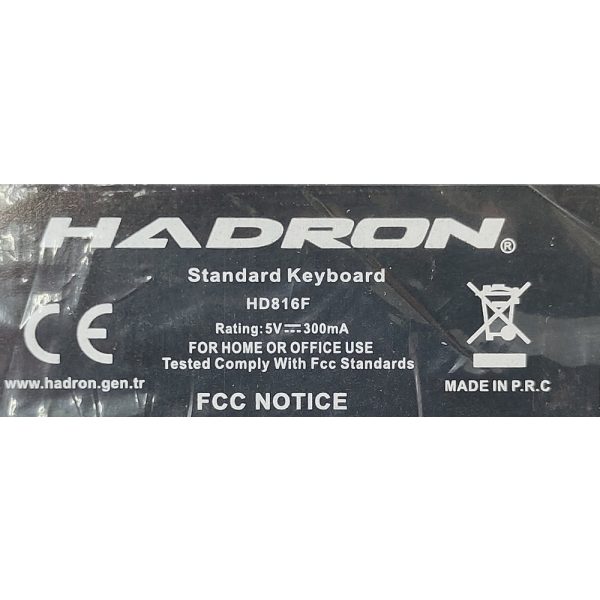 HADRON®
Standard Keyboard
HD816F
CE
Rating: 5V⎓300mA
FOR HOME OR OFFICE USE
Tested Comply With Fcc Standards
www.hadron.gen.tr
MADE IN P.R.C
FCC NOTICE